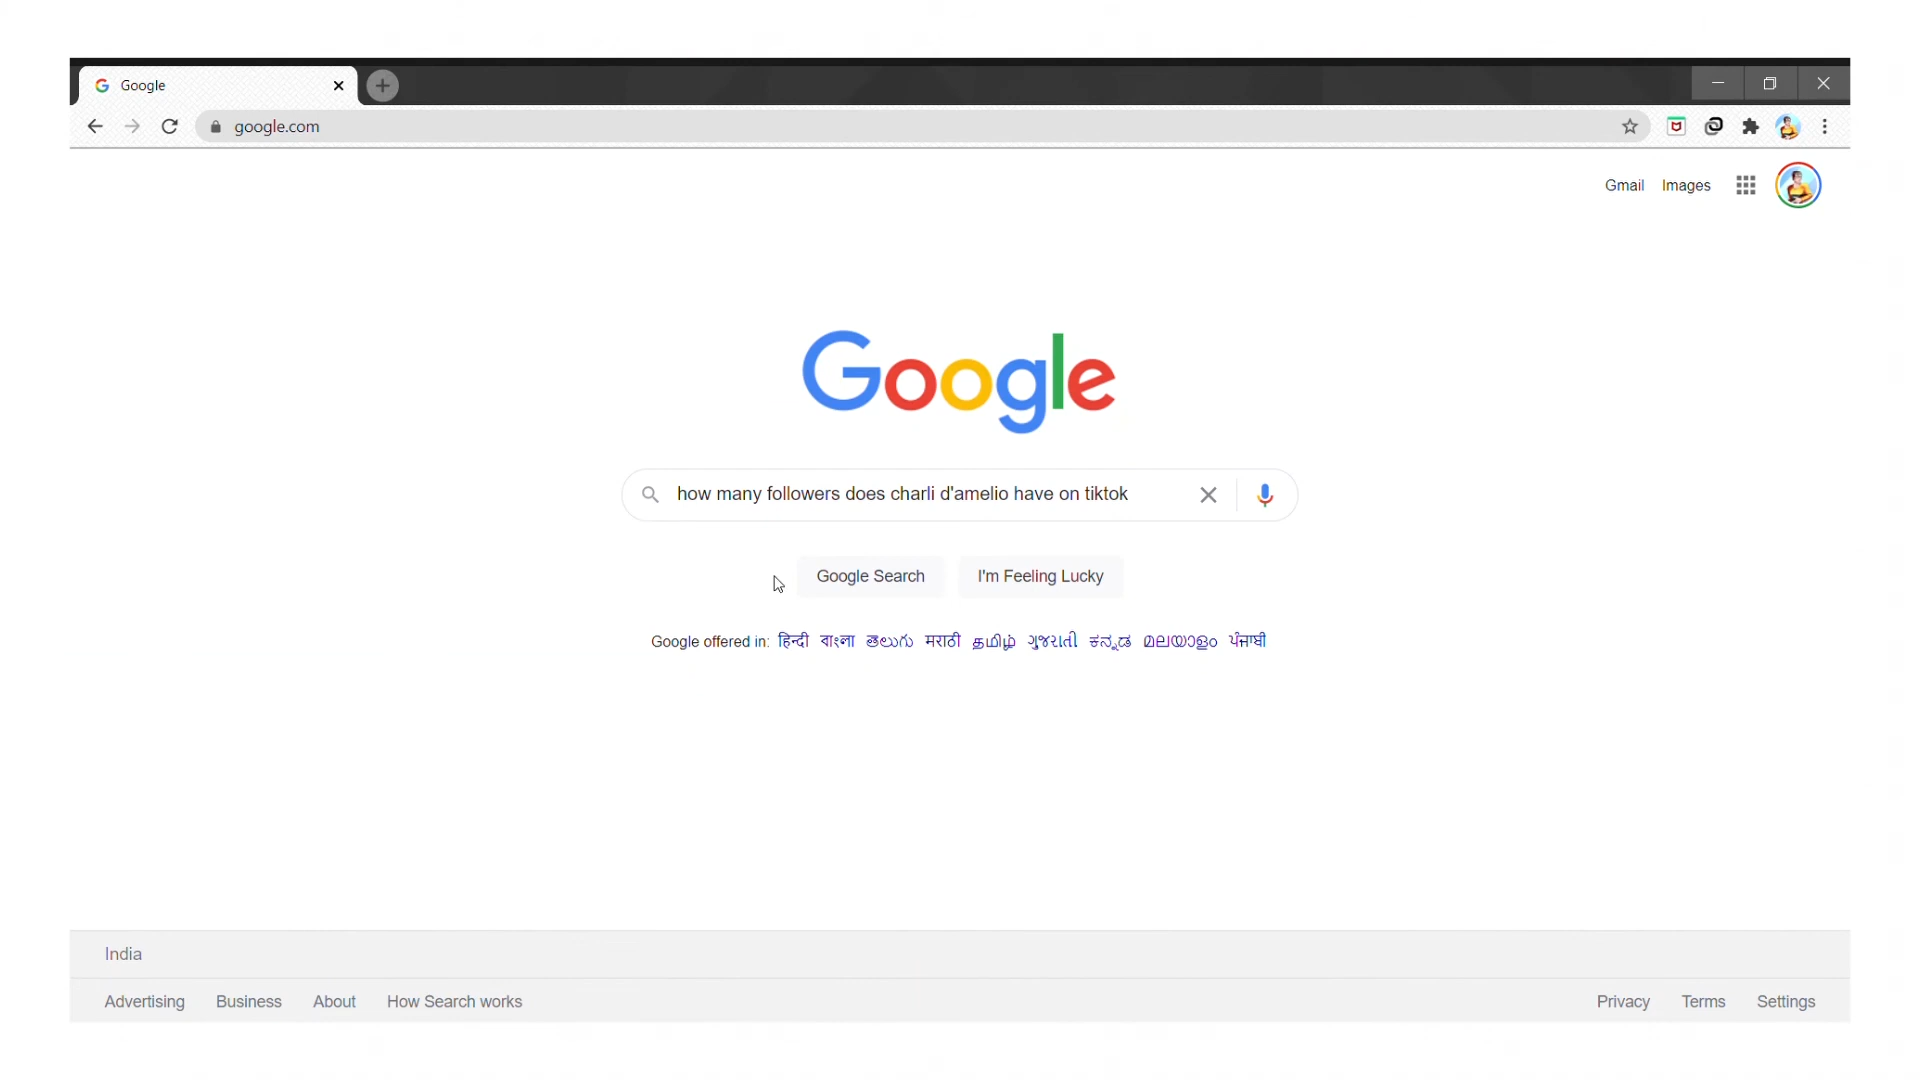 Google
google.com
Gmail Images
Google
how many followers does charli d'amelio have on tiktok
Google Search I'm Feeling Lucky
Google offered in: हिन्दी বাংলা తెలుగు मराठी தமிழ் ગુજરાતી ಕನ್ನಡ മലയാളം ਪੰਜਾਬੀ
India
Advertising Business About How Search works Privacy Terms Settings